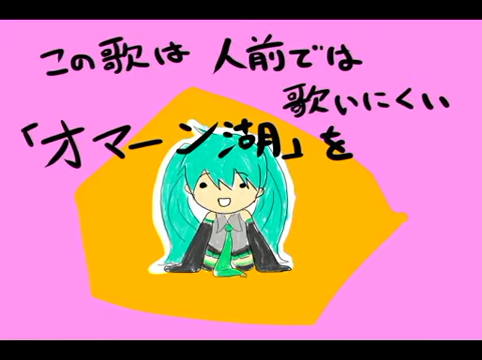 この歌は 人前では
歌いにくい
「オマーン湖」を